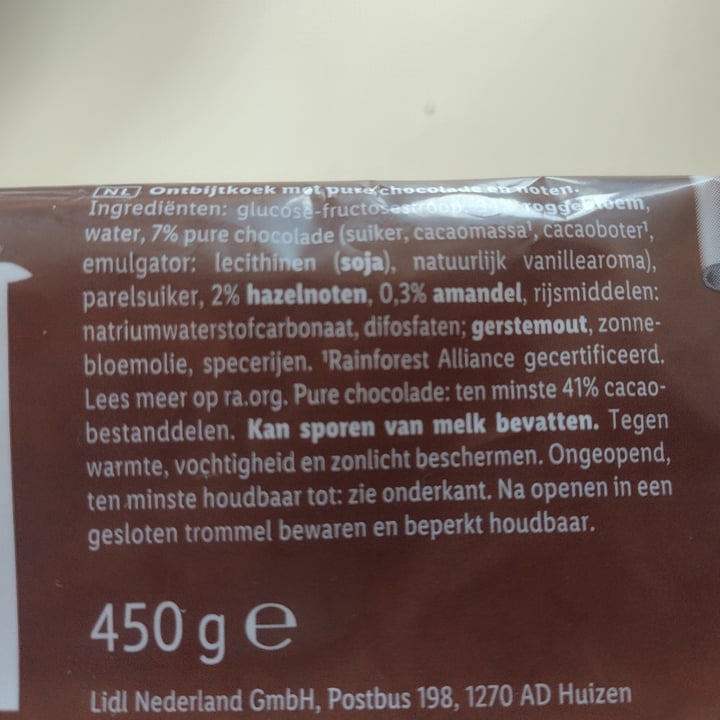 NL Ontbijtkoek met pure chocolade en noten.
Ingrediënten: glucose-fructosestroop, roggebloem,
water, 7% pure chocolade (suiker, cacaomassa¹, cacaoboter¹,
emulgator: lecithinen (soja), natuurlijk vanillearoma),
parelsuiker, 2% hazelnoten, 0,3% amandel, rijsmiddelen:
natriumwaterstofcarbonaat, difosfaten; gerstemout, zonne-
bloemolie, specerijen. ¹Rainforest Alliance gecertificeerd.
Lees meer op ra.org. Pure chocolade: ten minste 41% cacao-
bestanddelen. Kan sporen van melk bevatten. Tegen
warmte, vochtigheid en zonlicht beschermen. Ongeopend,
ten minste houdbaar tot: zie onderkant. Na openen in een
gesloten trommel bewaren en beperkt houdbaar.
450 g e
Lidl Nederland GmbH, Postbus 198, 1270 AD Huizen